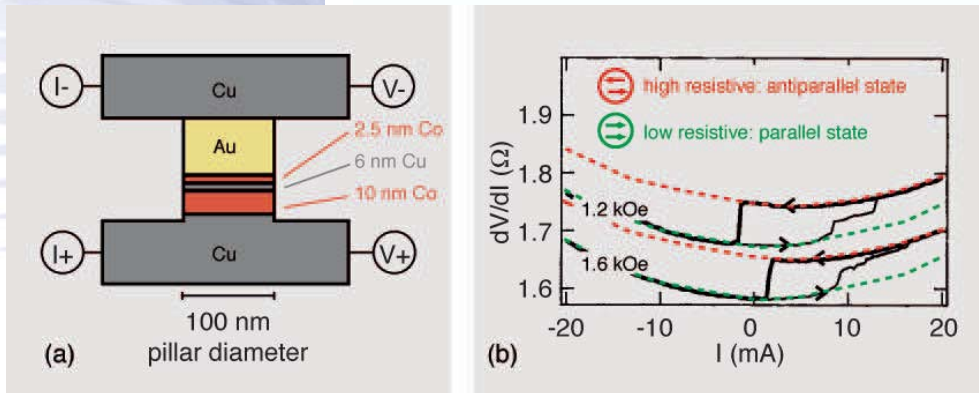 Cu
I-
V-
2.5 nm Co
Au
6 nm Cu
10 nm Co
I+
V+
Cu
100 nm
pillar diameter
(a)
high resistive: antiparallel state
low resistive: parallel state
dV/dI (Ω)
1.9
1.8
1.7
1.6
1.2 kOe
1.6 kOe
-20
-10
0
10
20
I (mA)
(b)